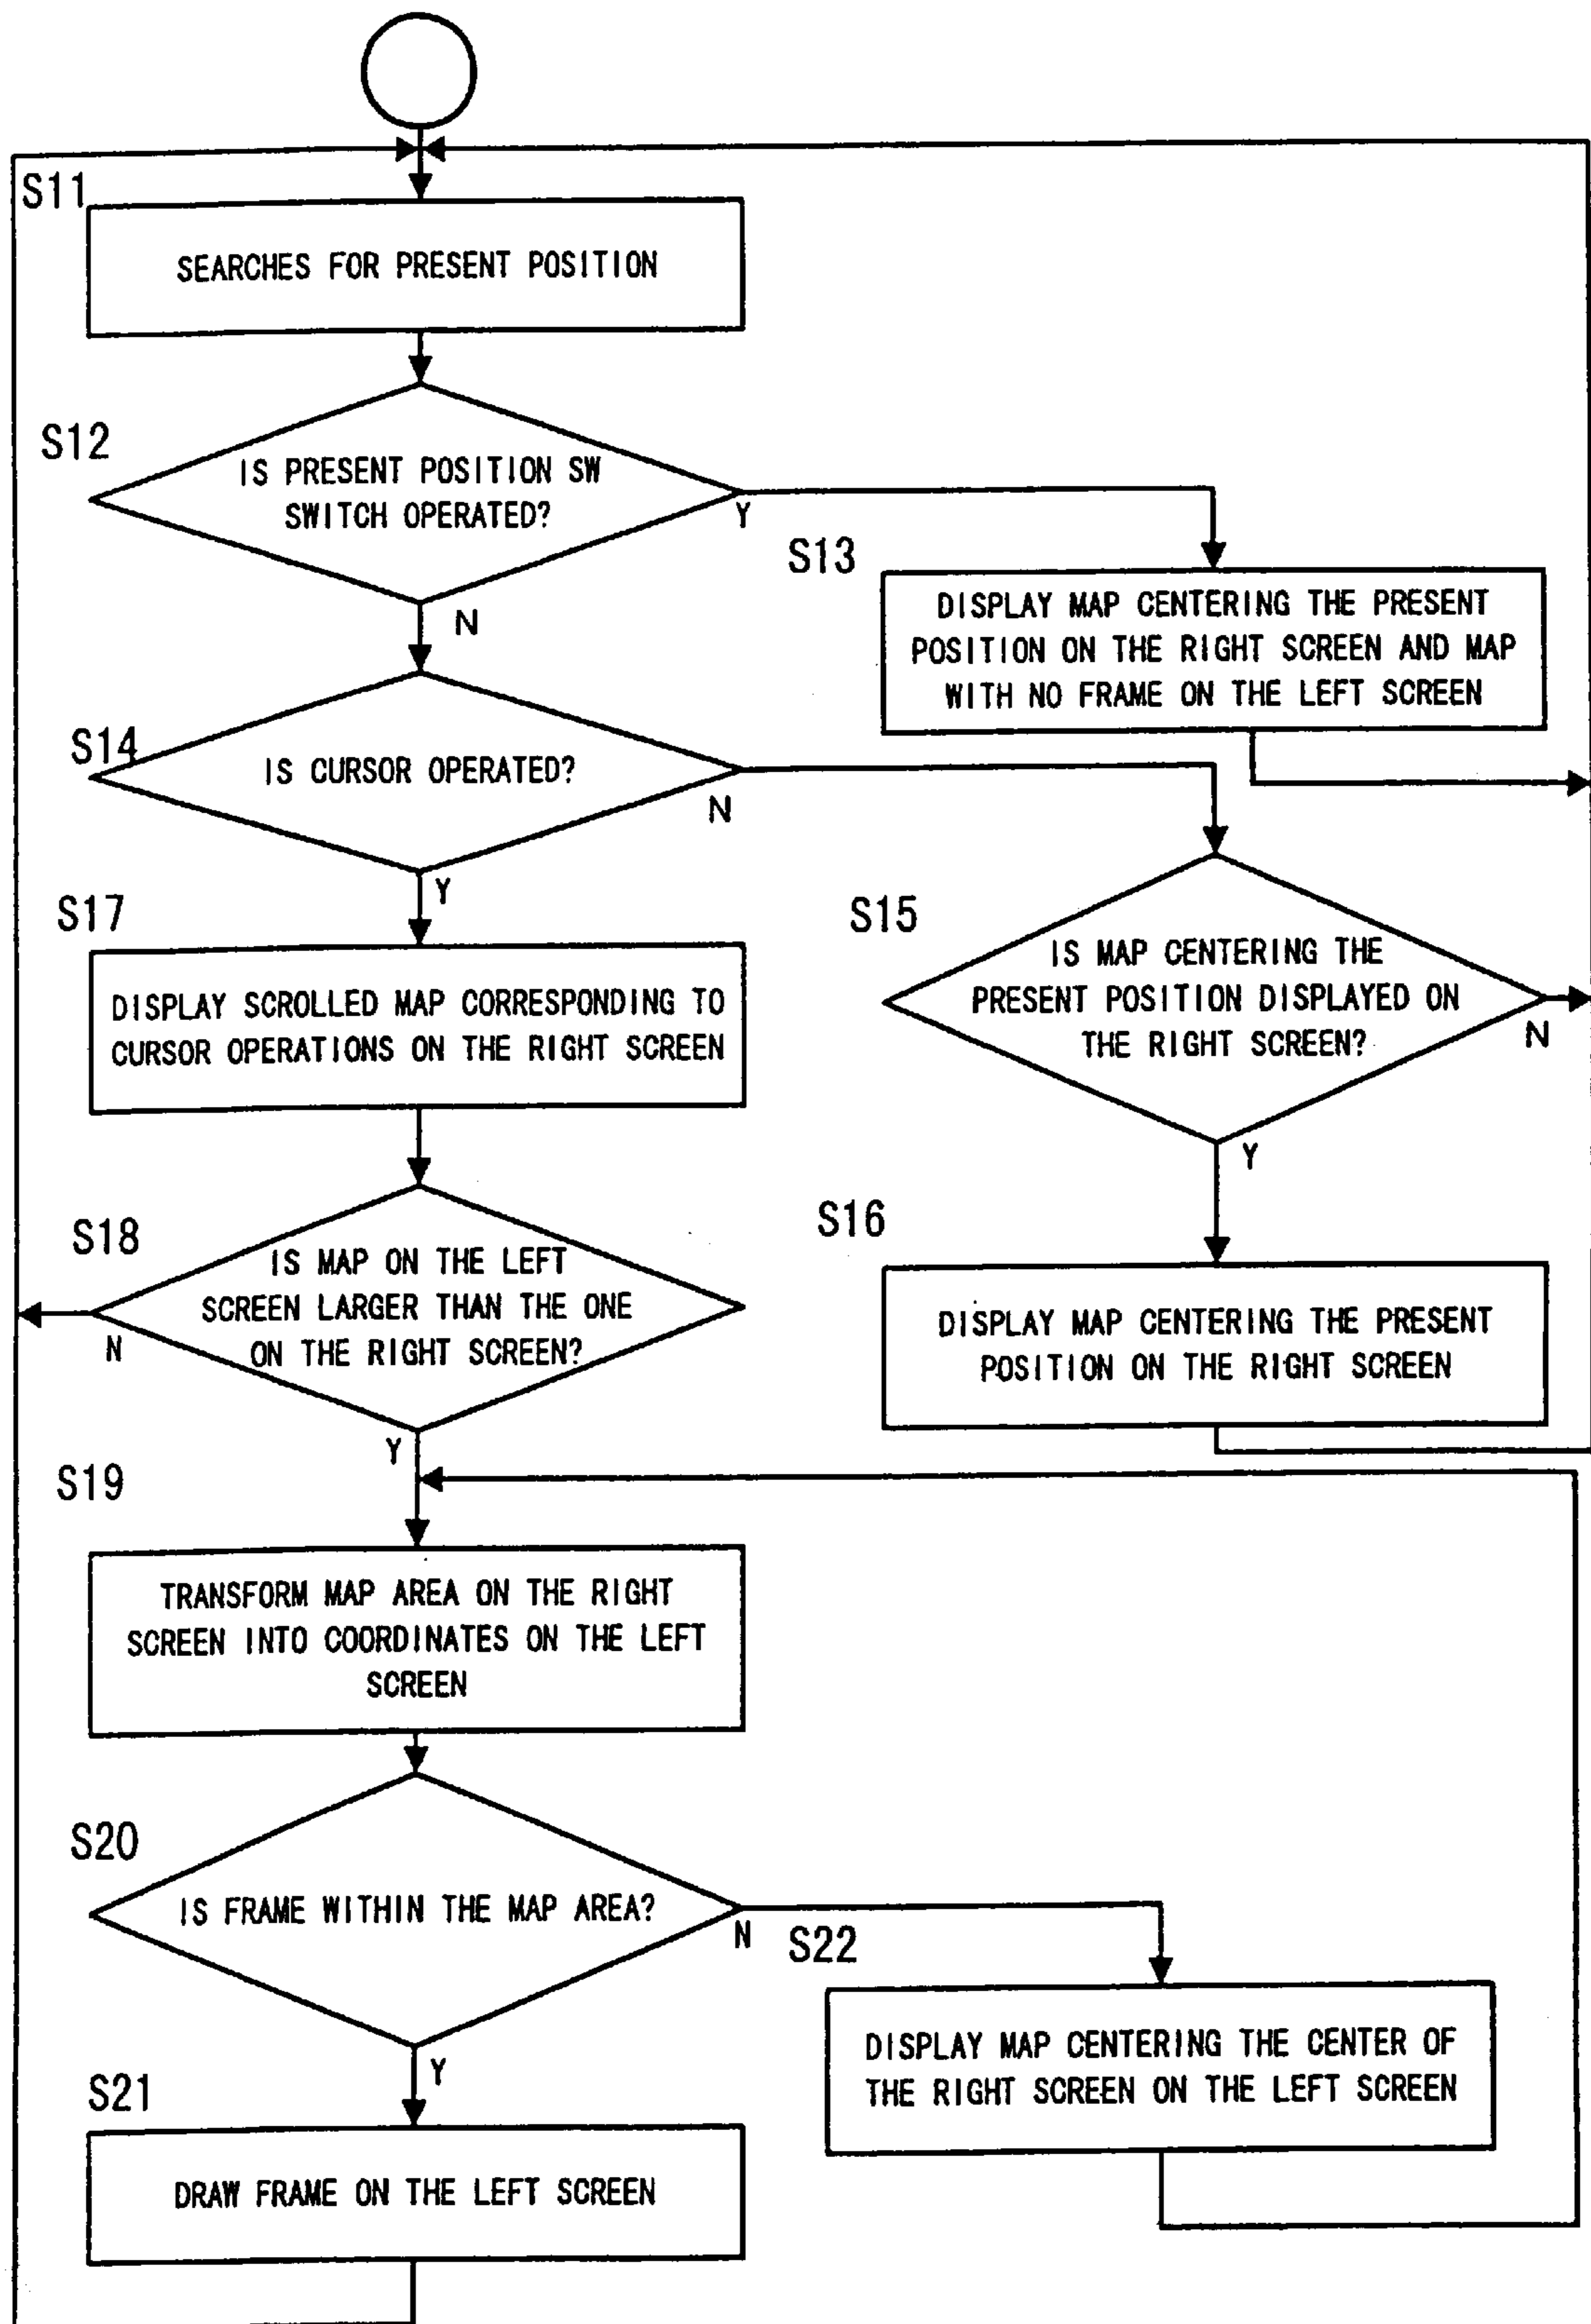 S11
SEARCHES FOR PRESENT POSITION
S12
IS PRESENT POSITION SW
SWITCH OPERATED?
Y
N
S13
DISPLAY MAP CENTERING THE PRESENT
POSITION ON THE RIGHT SCREEN AND MAP
WITH NO FRAME ON THE LEFT SCREEN
S14
IS CURSOR OPERATED?
N
Y
S15
IS MAP CENTERING THE
PRESENT POSITION DISPLAYED ON
THE RIGHT SCREEN?
N
Y
S16
DISPLAY MAP CENTERING THE PRESENT
POSITION ON THE RIGHT SCREEN
S17
DISPLAY SCROLLED MAP CORRESPONDING TO
CURSOR OPERATIONS ON THE RIGHT SCREEN
S18
IS MAP ON THE LEFT
SCREEN LARGER THAN THE ONE
ON THE RIGHT SCREEN?
N
Y
S19
TRANSFORM MAP AREA ON THE RIGHT
SCREEN INTO COORDINATES ON THE LEFT
SCREEN
S20
IS FRAME WITHIN THE MAP AREA?
N
Y
S22
DISPLAY MAP CENTERING THE CENTER OF
THE RIGHT SCREEN ON THE LEFT SCREEN
S21
DRAW FRAME ON THE LEFT SCREEN